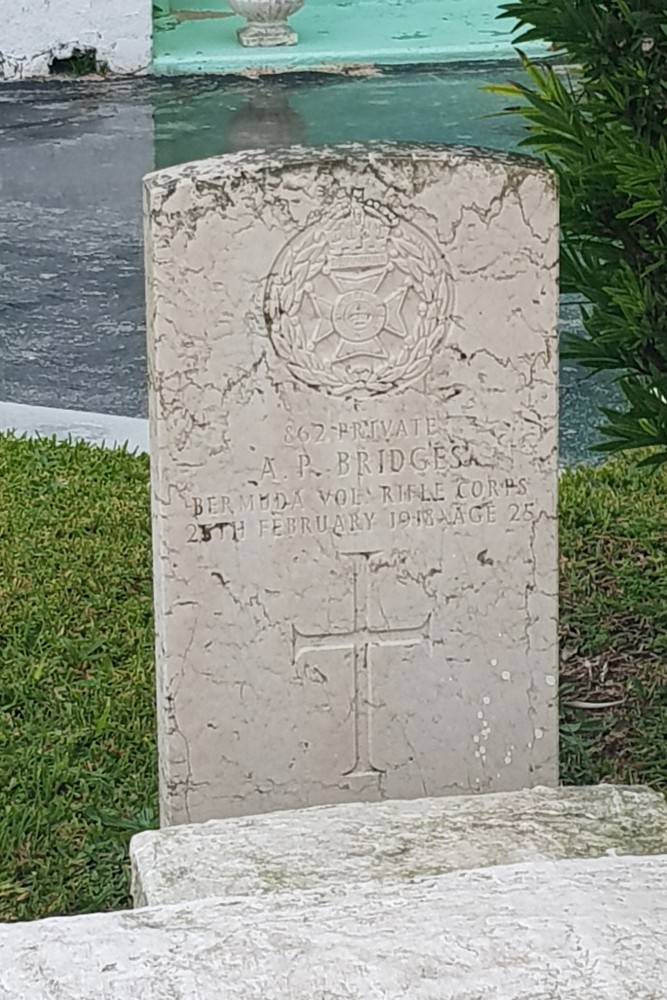 862 PRIVATE
A. P. BRIDGES
BERMUDA VOL. RIFLE CORPS
25TH FEBRUARY 1918 AGE 25